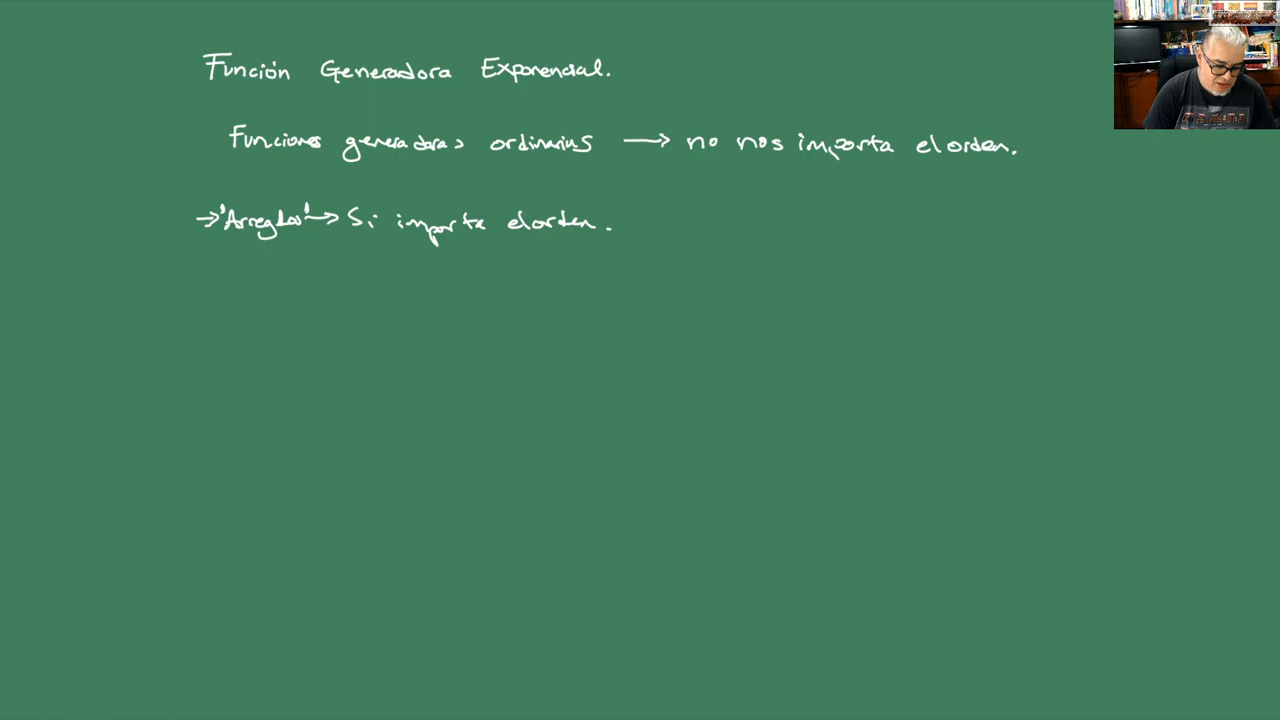 Función Generadora Exponencial.
Funciones generadoras ordinarias → no nos importa el orden.
→ 'Arreglos' → Si importa el orden.